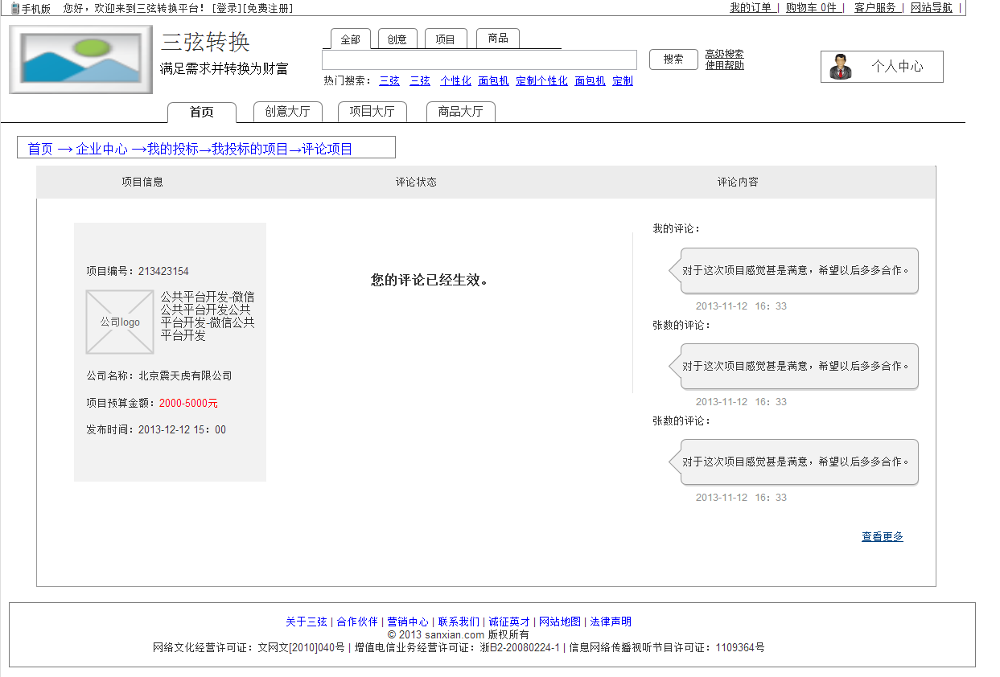 手机版 您好,欢迎来到三弦转换平台! [登录][免费注册] 我的订单 | 购物车 0件 | 客户服务 | 网站导航 |
三弦转换
满足需求并转换为财富
全部 创意 项目 商品
搜索
高级搜索
使用帮助
个人中心
热门搜索: 三弦 三弦 个性化 面包机 定制个性化 面包机 定制
首页 创意大厅 项目大厅 商品大厅
首页 → 企业中心 →我的投标→我投标的项目→评论项目
项目信息 评论状态 评论内容
项目编号:213423154
公司logo
公共平台开发-微信
公共平台开发公共
平台开发-微信公共
平台开发
公司名称:北京震天虎有限公司
项目预算金额:2000-5000元
发布时间:2013-12-12 15:00
您的评论已经生效。
我的评论:
对于这次项目感觉甚是满意,希望以后多多合作。
2013-11-12 16:33
张数的评论:
对于这次项目感觉甚是满意,希望以后多多合作。
2013-11-12 16:33
张数的评论:
对于这次项目感觉甚是满意,希望以后多多合作。
2013-11-12 16:33
查看更多
关于三弦 | 合作伙伴 | 营销中心 | 联系我们 | 诚征英才 | 网站地图 | 法律声明
© 2013 sanxian.com 版权所有
网络文化经营许可证:文网文[2010]040号 | 增值电信业务经营许可证:浙B2-20080224-1 | 信息网络传播视听节目许可证:1109364号